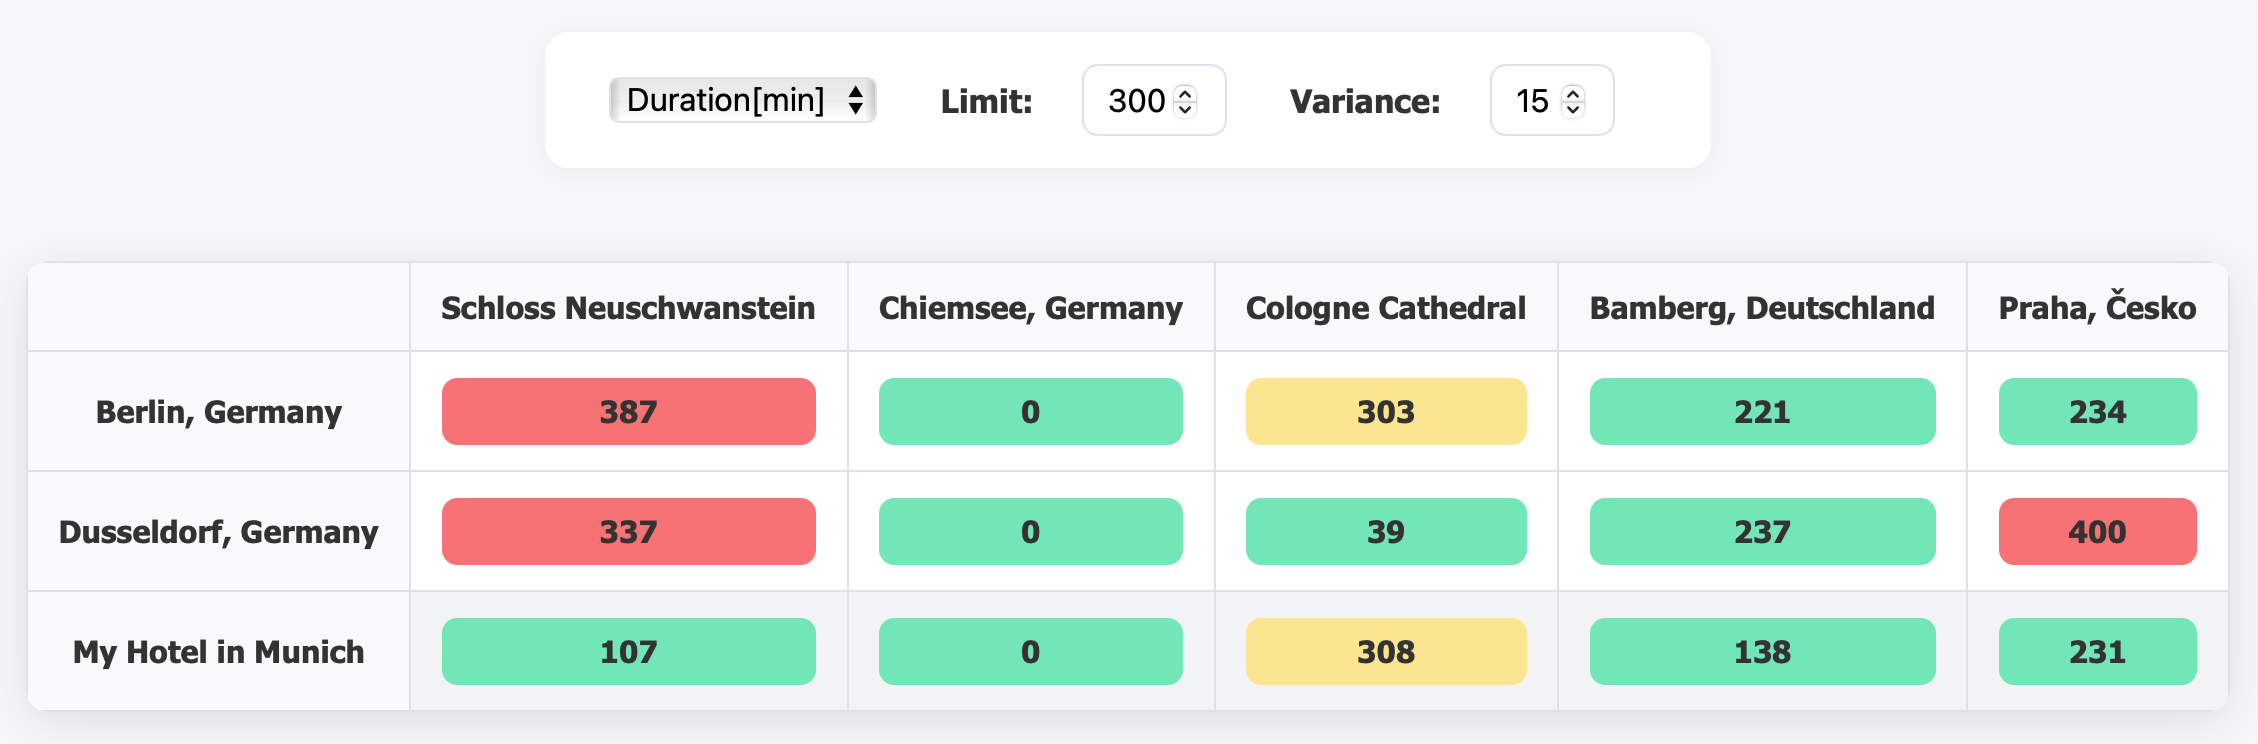 Duration[min] Limit: 300 Variance: 15
Schloss Neuschwanstein Chiemsee, Germany Cologne Cathedral Bamberg, Deutschland Praha, Česko
Berlin, Germany 387 0 303 221 234
Dusseldorf, Germany 337 0 39 237 400
My Hotel in Munich 107 0 308 138 231